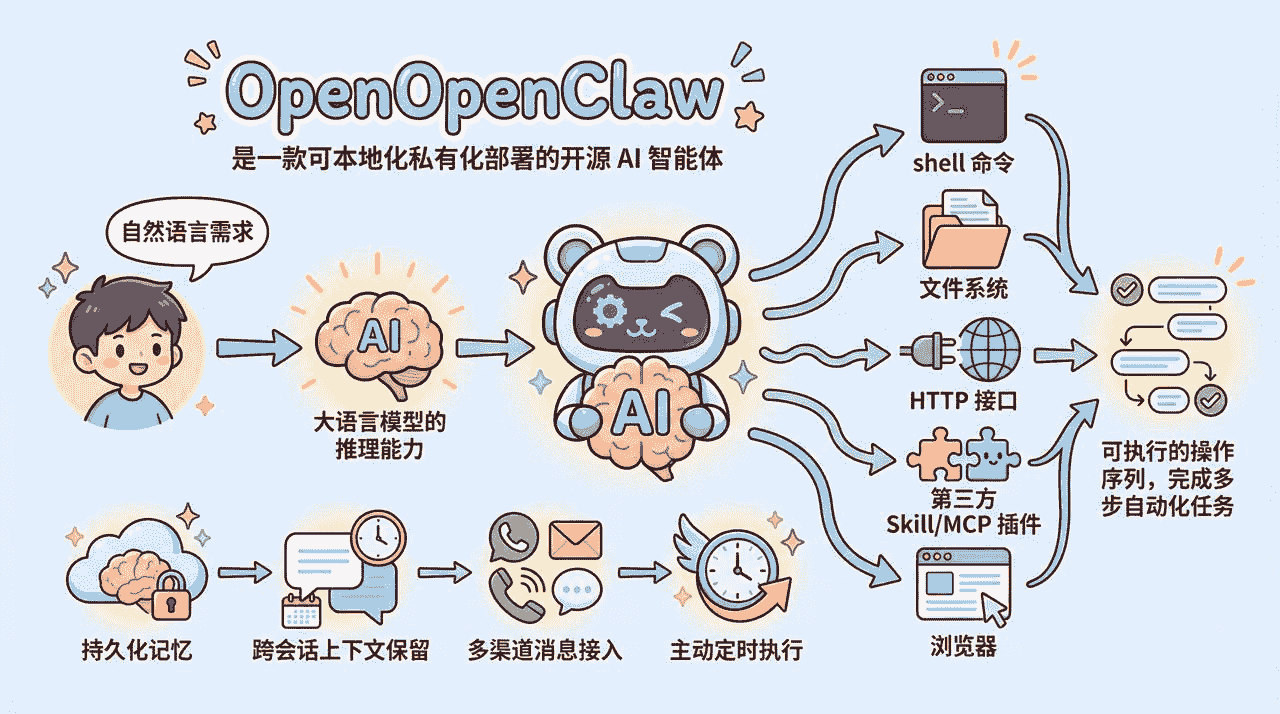 OpenOpenClaw
是一款可本地化私有化部署的开源 AI 智能体
自然语言需求
AI
大语言模型的
推理能力
AI
>_
shell 命令
文件系统
HTTP 接口
第三方
Skill/MCP 插件
浏览器
可执行的操作
序列，完成多
步自动化任务
持久化记忆
跨会话上下文保留
多渠道消息接入
主动定时执行